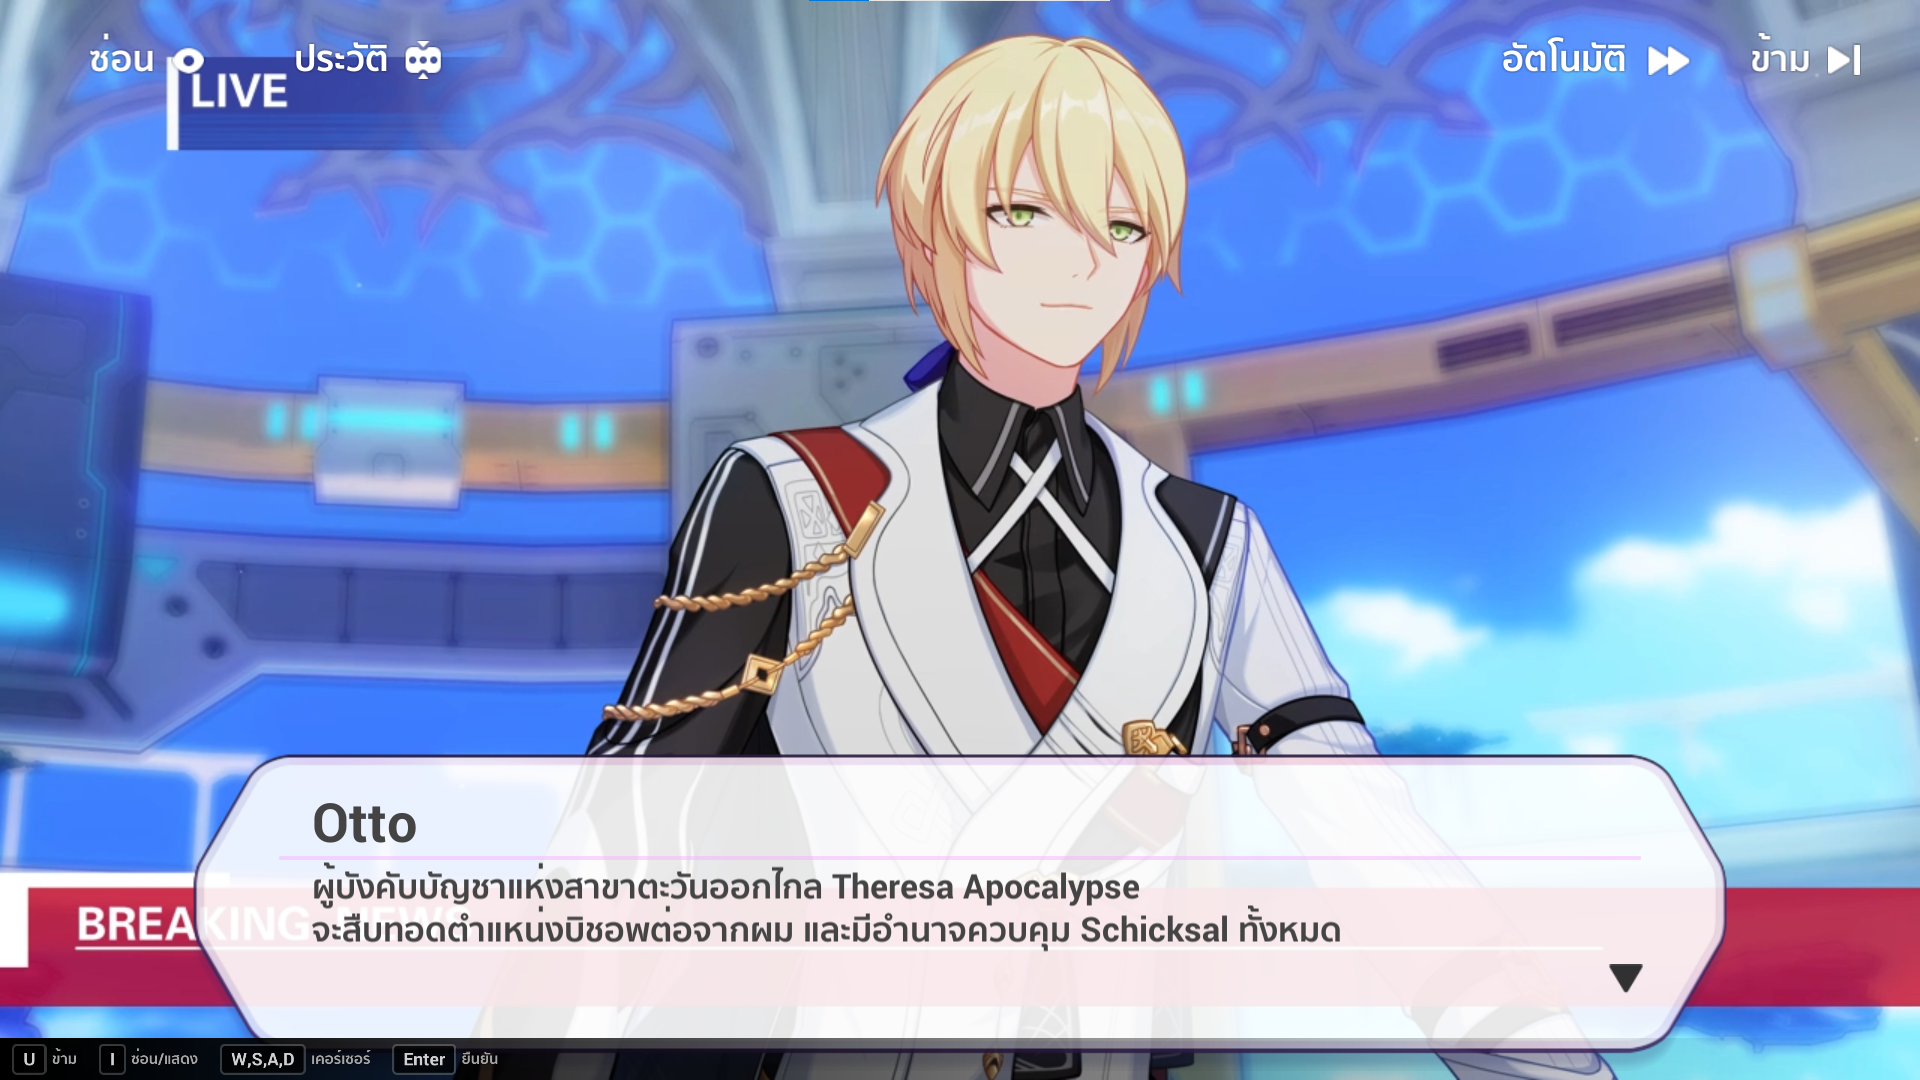 ซ่อน
ประวัติ
อัตโนมัติ
ข้าม
LIVE
Otto
ผู้บังคับบัญชาแห่งสาขาตะวันออกไกล Theresa Apocalypse
จะสืบทอดตำแหน่งบิชอพต่อจากผม และมีอำนาจควบคุม Schicksal ทั้งหมด
BREAKING NEWS
U ข้าม
I ซ่อน/แสดง
W,S,A,D เคอร์เซอร์
Enter ยืนยัน